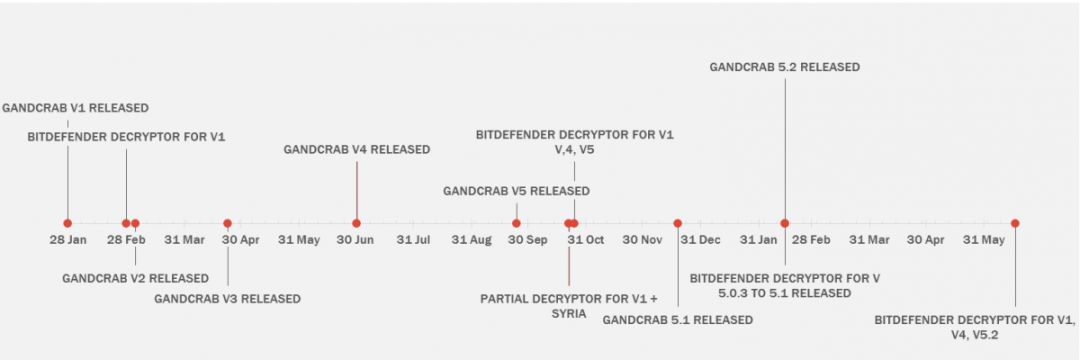 GANDCRAB 5.2 RELEASED
GANDCRAB V1 RELEASED
BITDEFENDER DECRYPTOR FOR V1
BITDEFENDER DECRYPTOR FOR V1
V,4, V5
GANDCRAB V4 RELEASED
GANDCRAB V5 RELEASED
28 Jan 28 Feb 31 Mar 30 Apr 31 May 30 Jun 31 Jul 31 Aug 30 Sep 31 Oct 30 Nov 31 Dec 31 Jan 28 Feb 31 Mar 30 Apr 31 May
GANDCRAB V2 RELEASED
GANDCRAB V3 RELEASED
PARTIAL DECRYPTOR FOR V1 +
SYRIA
GANDCRAB 5.1 RELEASED
BITDEFENDER DECRYPTOR FOR V
5.0.3 TO 5.1 RELEASED
BITDEFENDER DECRYPTOR FOR V1,
V4, V5.2